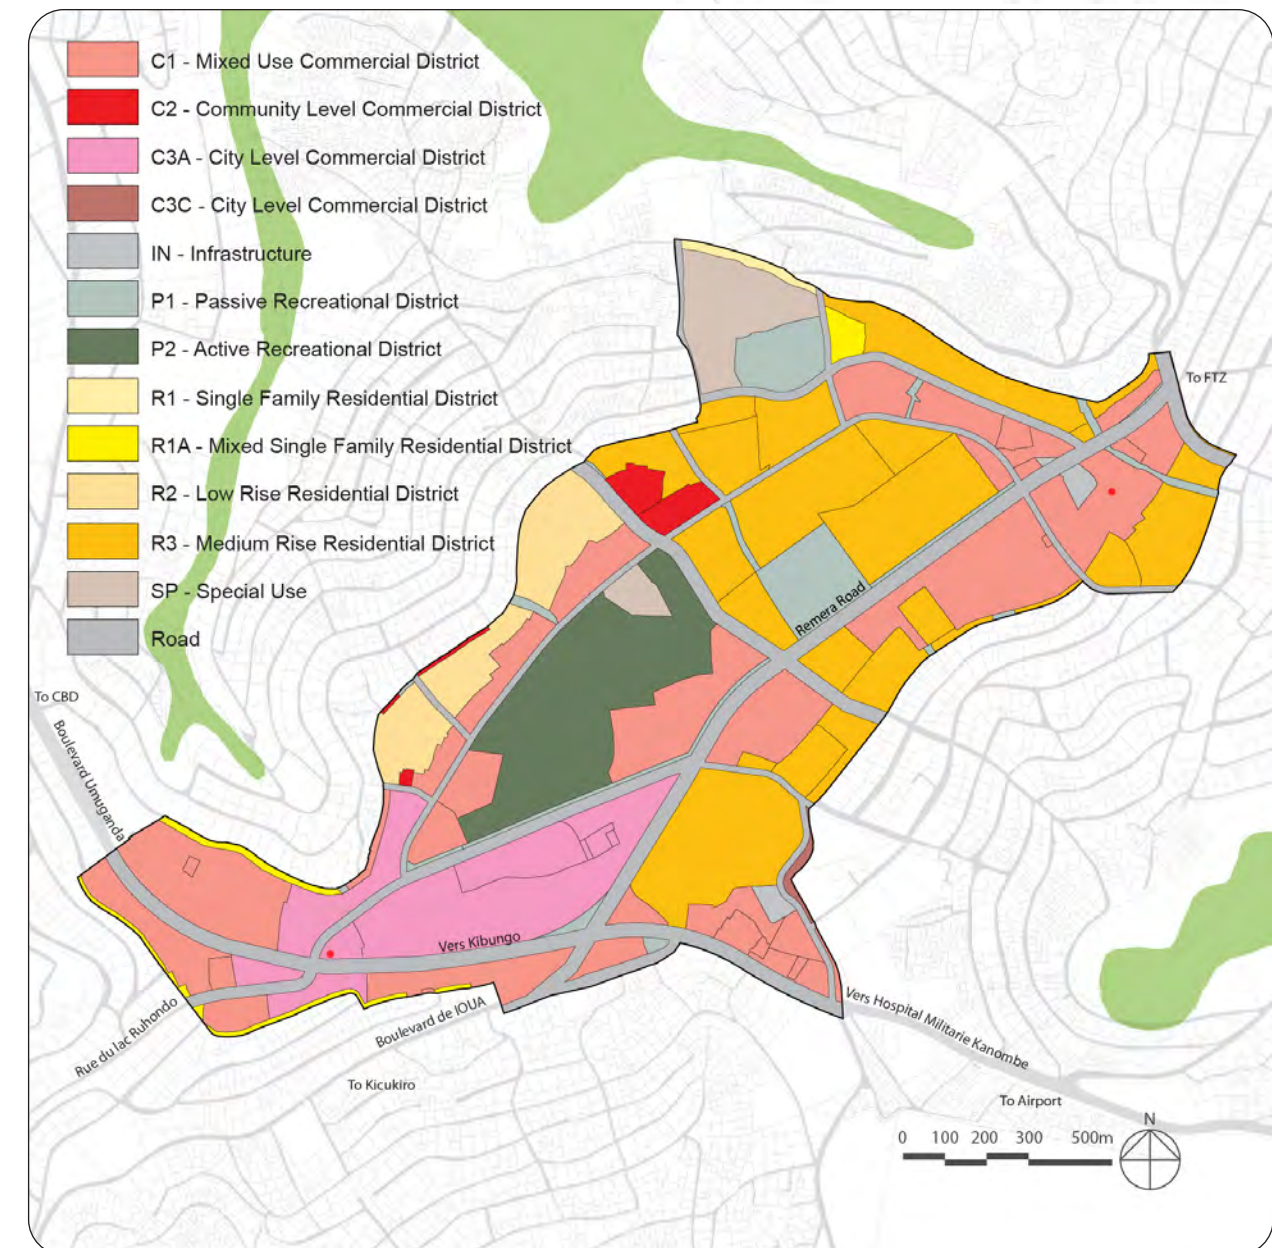 C1 - Mixed Use Commercial District
C2 - Community Level Commercial District
C3A - City Level Commercial District
C3C - City Level Commercial District
IN - Infrastructure
P1 - Passive Recreational District
P2 - Active Recreational District
R1 - Single Family Residential District
R1A - Mixed Single Family Residential District
R2 - Low Rise Residential District
R3 - Medium Rise Residential District
SP - Special Use
Road
To FTZ
Remera Road
To CBD
Boulevard Umuganda
Vers Kibungo
Rue du lac Ruhondo
Boulevard de IOUA
To Kicukiro
Vers Hospital Militarie Kanombe
To Airport
0 100 200 300 500m
N